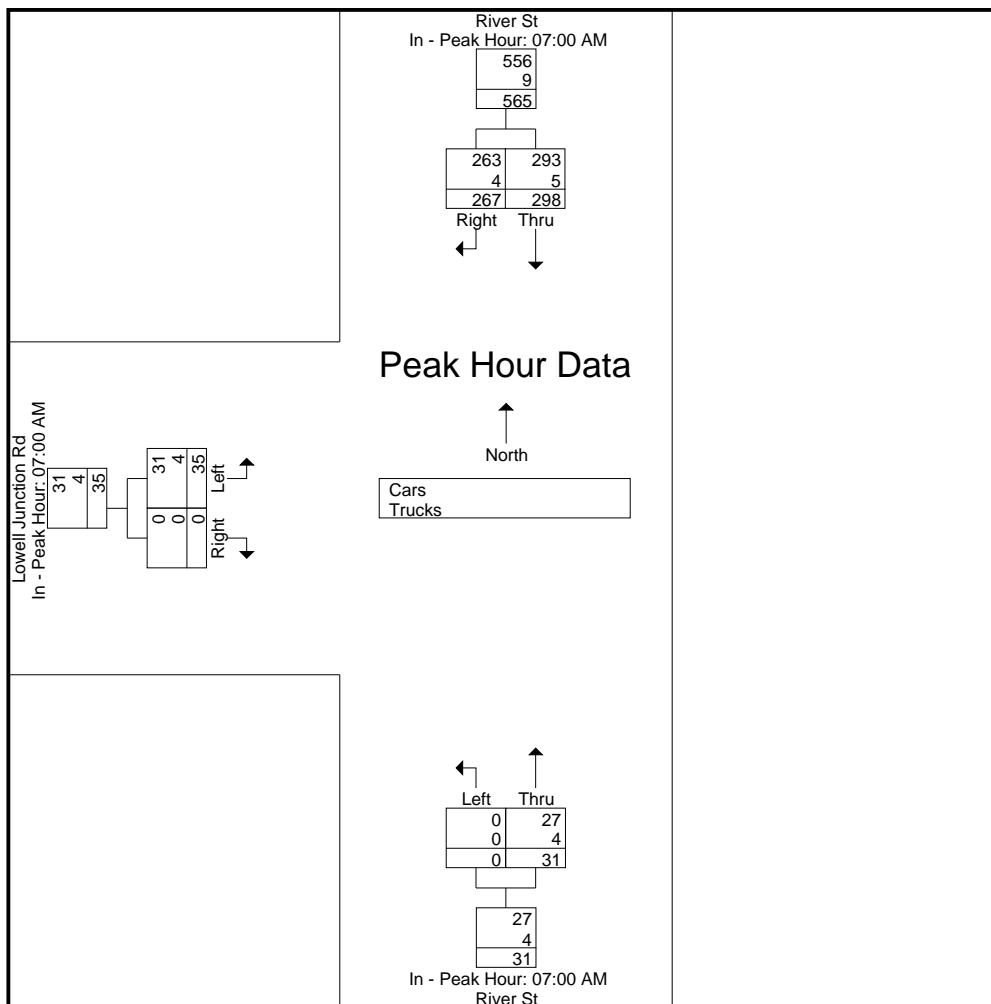 River St
In - Peak Hour: 07:00 AM
556
9
565
263 293
4 5
267 298
Right Thru
Peak Hour Data
North
Cars
Trucks
Lowell Junction Rd
In - Peak Hour: 07:00 AM
31
4
35
31 0
4 0
35 0
Left Right
Left Thru
0 27
0 4
0 31
27
4
31
In - Peak Hour: 07:00 AM
River St